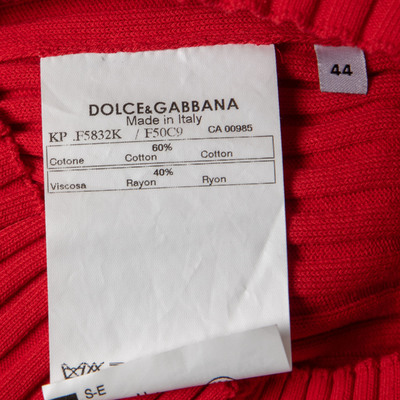 44
DOLCE&GABBANA
Made in Italy
KP .F5832K / F50C9 CA 00985
60%
Cotone Cotton Cotton
40%
Viscosa Rayon Ryon
S-E